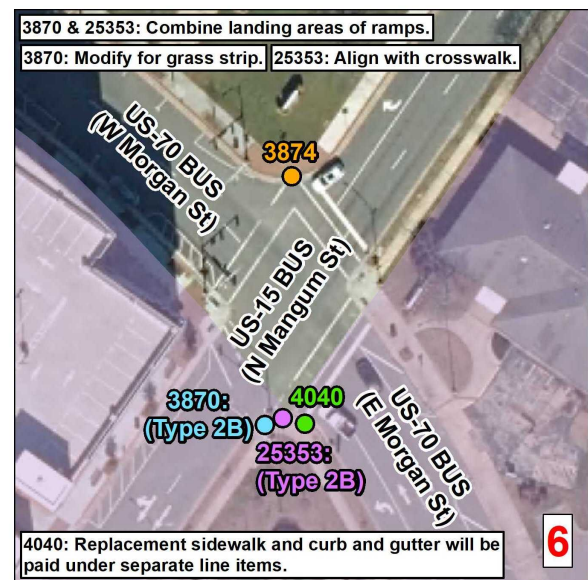 3870 & 25353: Combine landing areas of ramps.
3870: Modify for grass strip. 25353: Align with crosswalk.
US-70 BUS
(W Morgan St)
3874
US-15 BUS
(N Mangum St)
3870:
(Type 2B)
4040
25353:
(Type 2B)
US-70 BUS
(E Morgan St)
4040: Replacement sidewalk and curb and gutter will be
paid under separate line items.
6